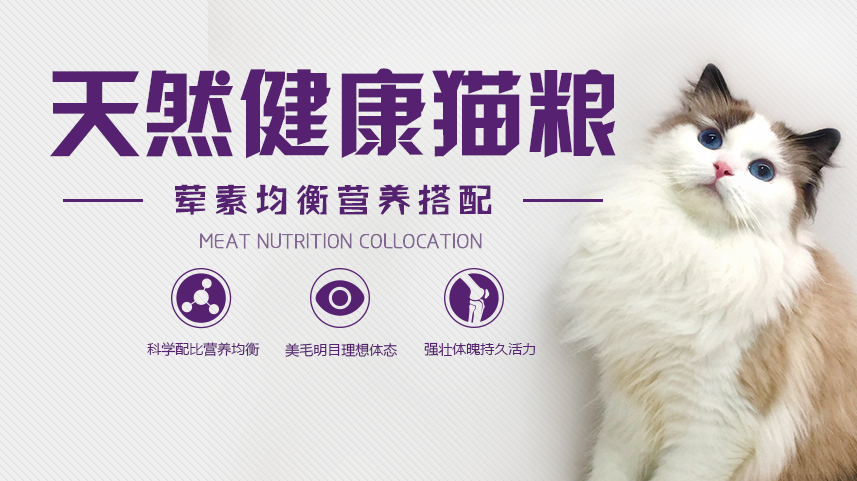 天然健康猫粮
荤素均衡营养搭配
MEAT NUTRITION COLLOCATION
科学配比营养均衡
美毛明目理想体态
强壮体魄持久活力